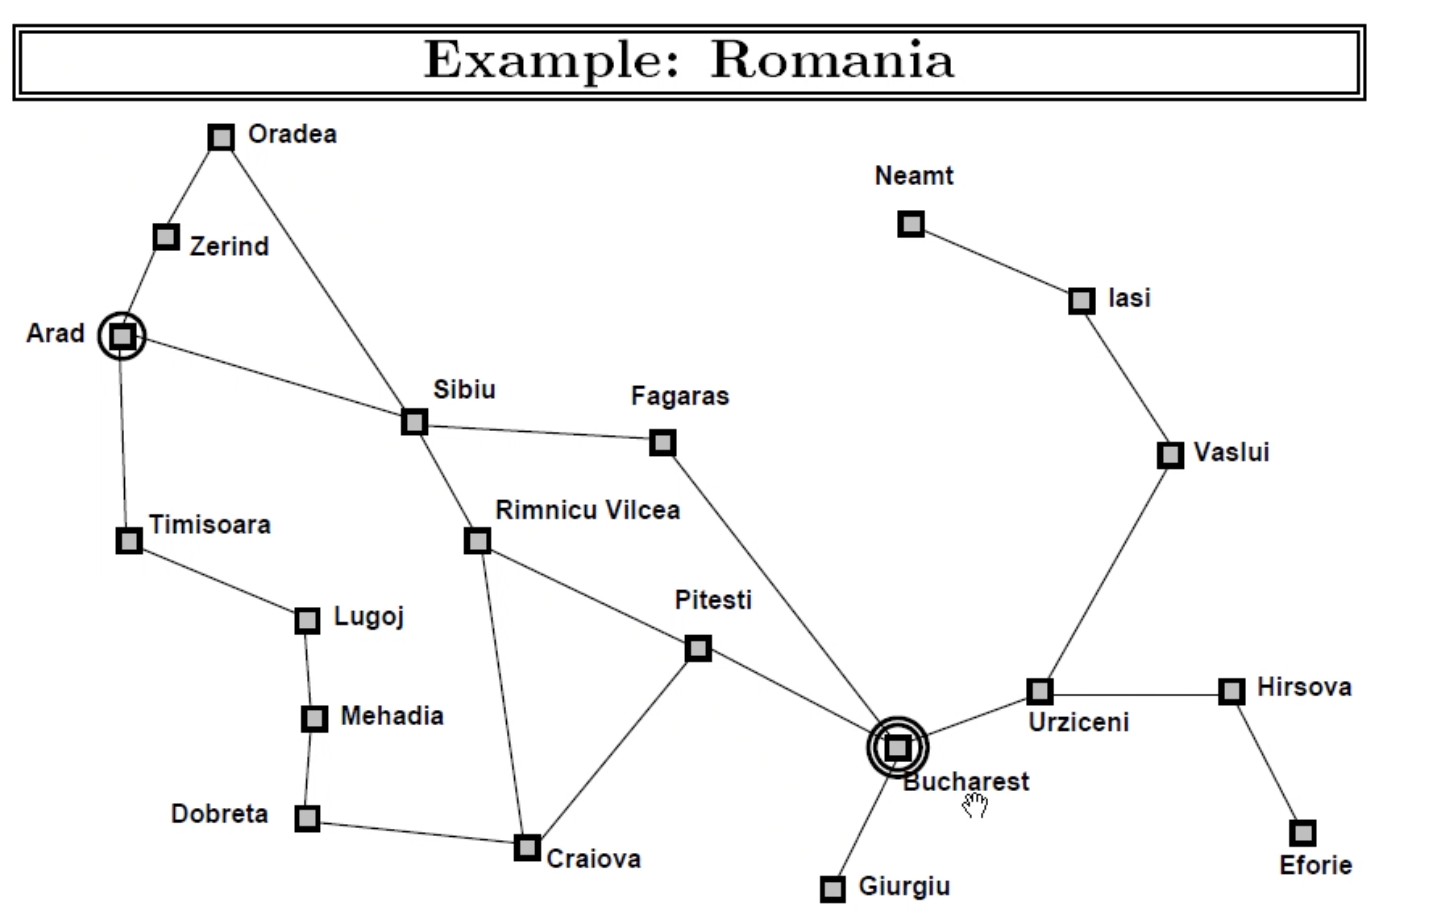 Example: Romania
Oradea
Neamt
Zerind
Iasi
Arad
Sibiu
Fagaras
Vaslui
Rimnicu Vilcea
Timisoara
Pitesti
Lugoj
Hirsova
Mehadia
Urziceni
Bucharest
Dobreta
Craiova
Eforie
Giurgiu